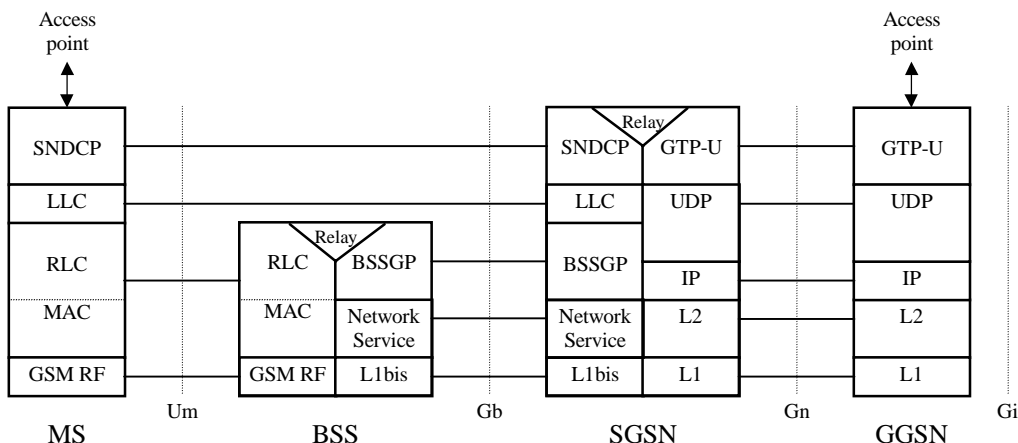 Access
point
Access
point
Relay
SNDCP
SNDCP
GTP-U
GTP-U
LLC
LLC
UDP
UDP
Relay
RLC
RLC
BSSGP
BSSGP
IP
IP
MAC
MAC
Network
Service
Network
Service
L2
L2
GSM RF
GSM RF
L1bis
L1bis
L1
L1
Um
Gb
Gn
Gi
MS
BSS
SGSN
GGSN